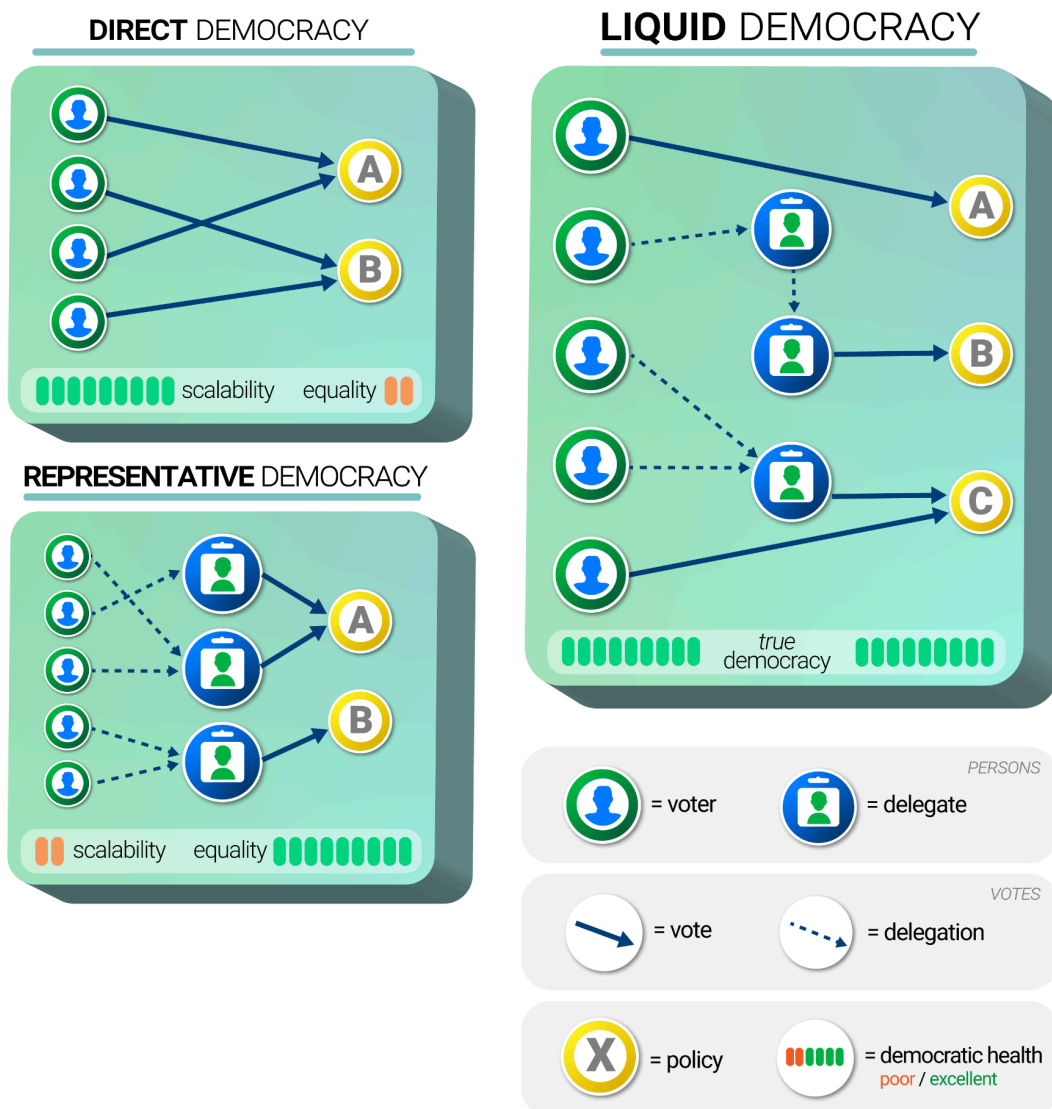 DIRECT DEMOCRACY
A
B
scalability equality
REPRESENTATIVE DEMOCRACY
A
B
scalability equality
LIQUID DEMOCRACY
A
B
C
true
democracy
PERSONS
= voter = delegate
VOTES
= vote = delegation
X = policy = democratic health
poor / excellent